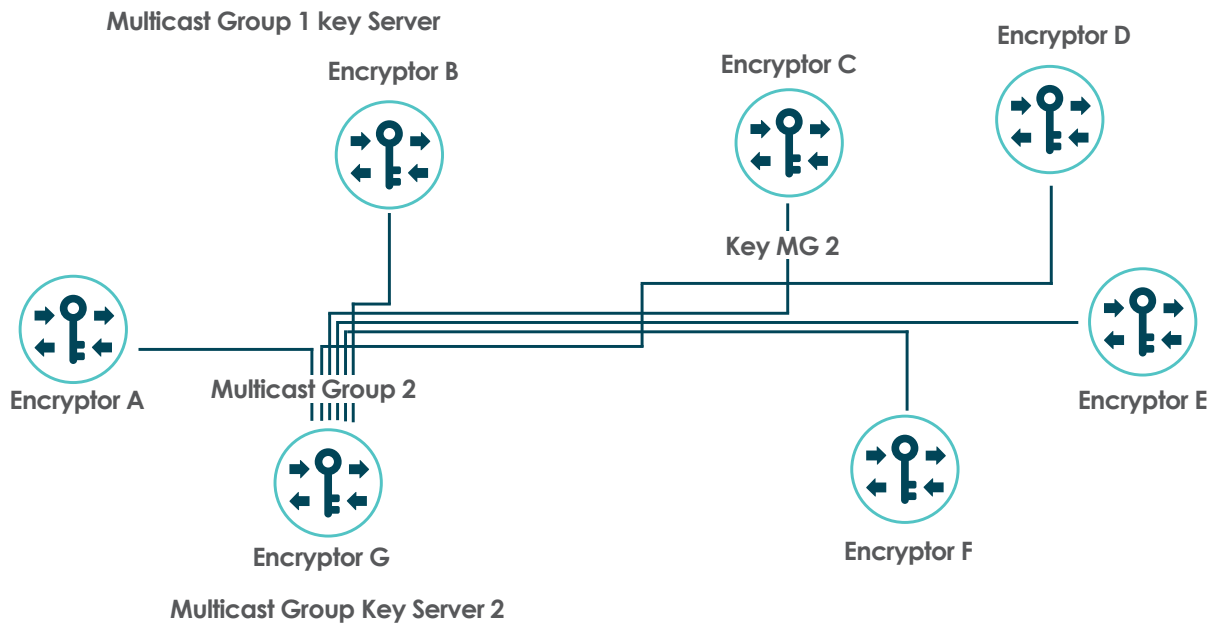 Multicast Group 1 key Server
Encryptor B
Encryptor C
Encryptor D
Key MG 2
Encryptor A
Multicast Group 2
Encryptor E
Encryptor G
Encryptor F
Multicast Group Key Server 2